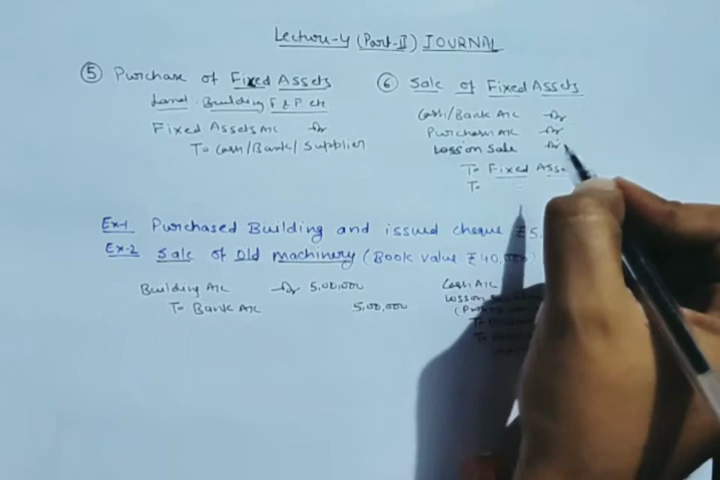 Lecture-4 (Part-II) JOURNAL
⑤ Purchase of Fixed Assets
Land Building F & F etc
Fixed Assets A/c Dr
To Cash/Bank/Supplier
⑥ Sale of Fixed Assets
Cash/Bank A/c Dr
Purchaser A/c Dr
Loss on Sale Dr
To Fixed Ass
To
Ex-1 Purchased Building and issued cheque ₹5,
Ex-2 Sale of Old machinery (Book value ₹40,000)
Building A/c Dr 5,00,000
To Bank A/c 5,00,000
Cash A/c
Loss on